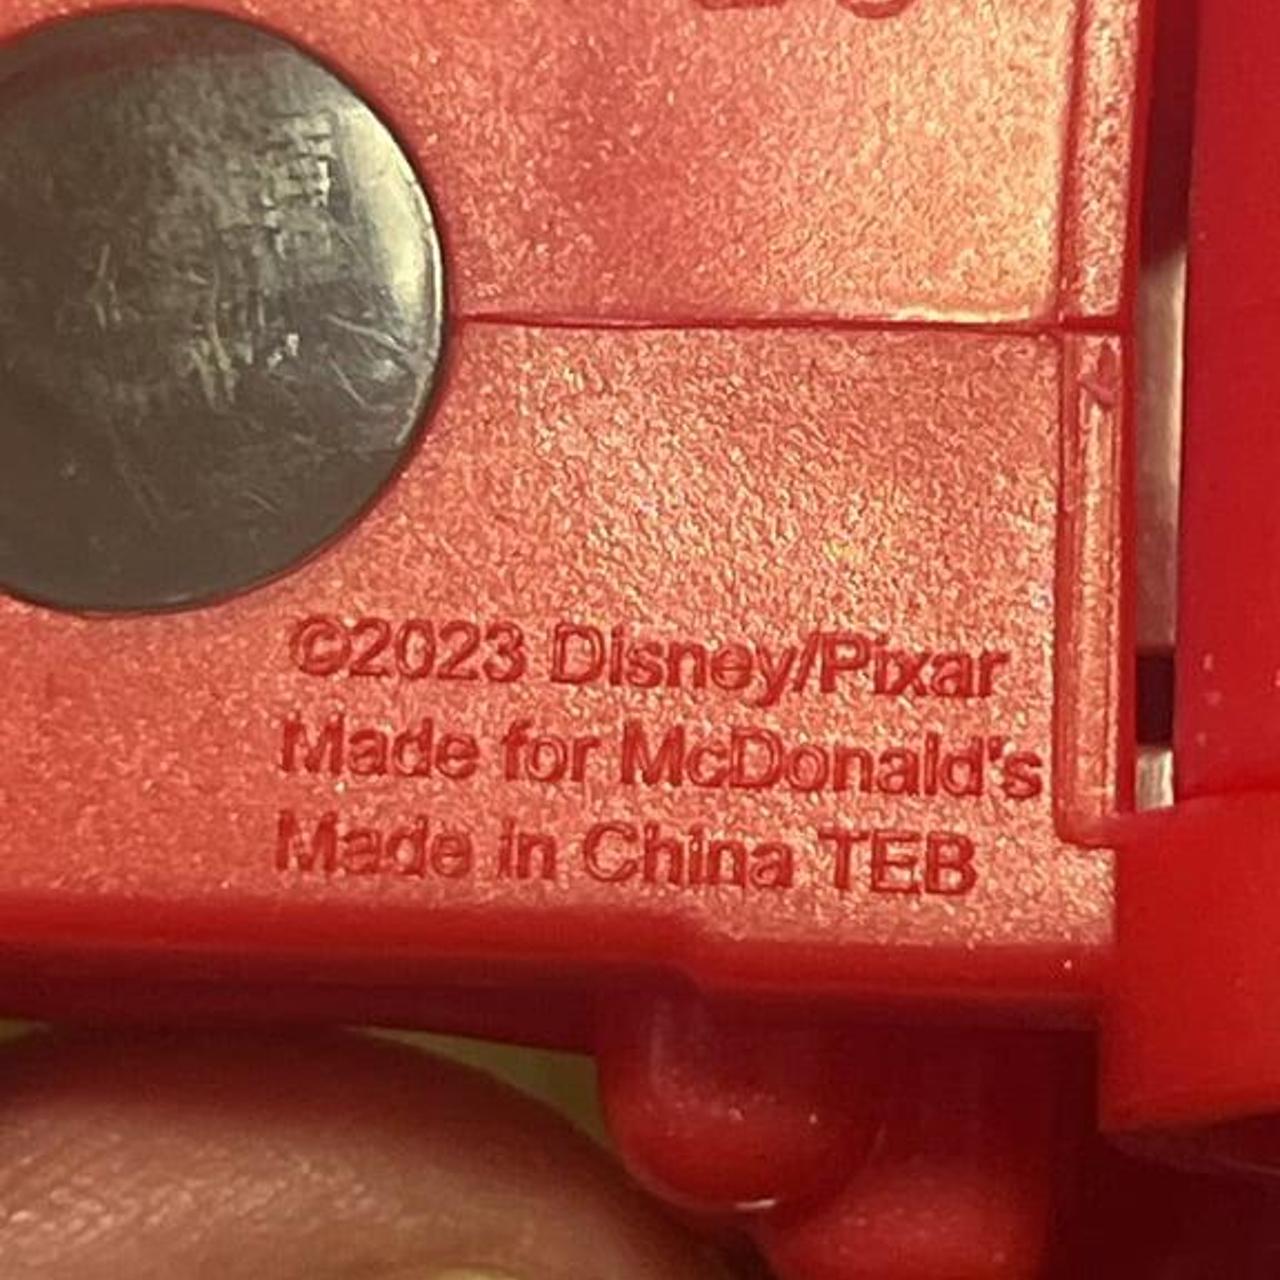 ©2023 Disney/Pixar
Made for McDonald's
Made in China TEB